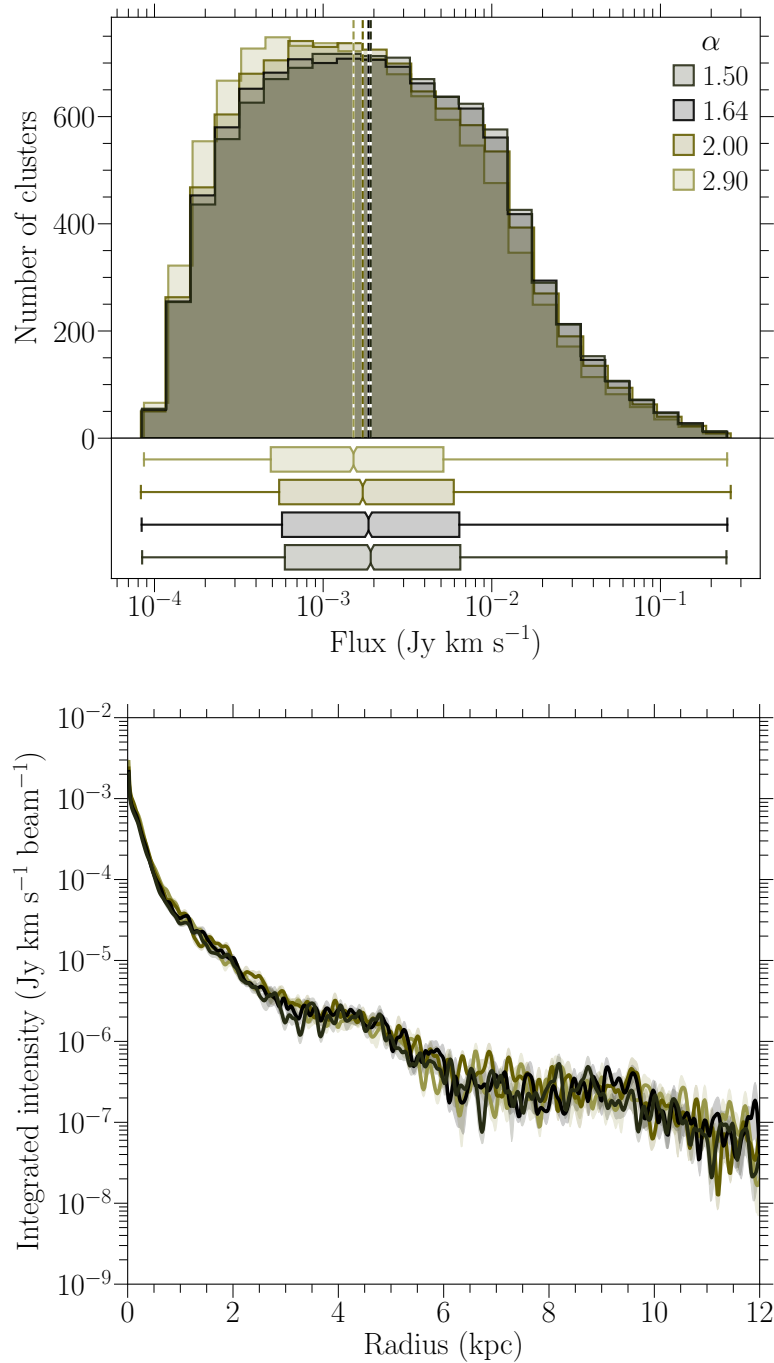 α
1.50
1.64
2.00
2.90
Number of clusters
600
400
200
0
10⁻⁴ 10⁻³ 10⁻² 10⁻¹
Flux (Jy km s⁻¹)
Integrated intensity (Jy km s⁻¹ beam⁻¹)
10⁻²
10⁻³
10⁻⁴
10⁻⁵
10⁻⁶
10⁻⁷
10⁻⁸
10⁻⁹
0 2 4 6 8 10 12
Radius (kpc)